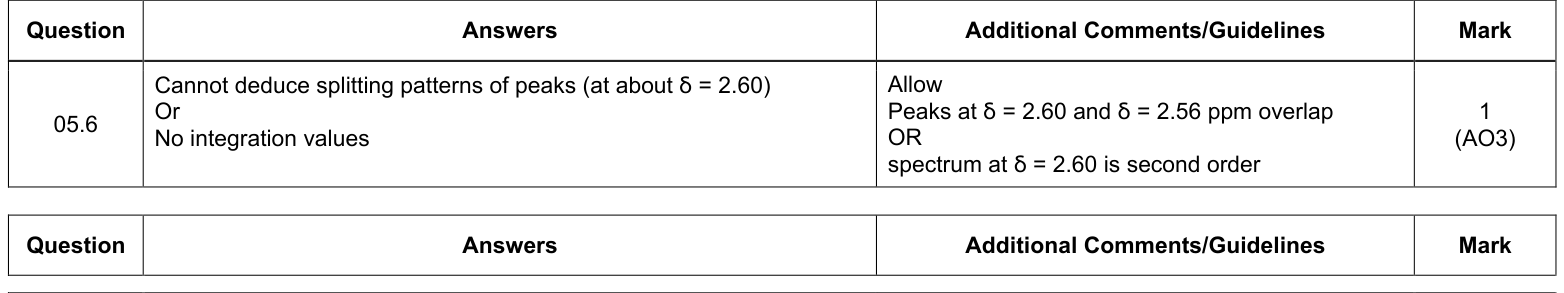 Question Answers Additional Comments/Guidelines Mark
05.6
Cannot deduce splitting patterns of peaks (at about δ = 2.60)
Or
No integration values
Allow
Peaks at δ = 2.60 and δ = 2.56 ppm overlap
OR
spectrum at δ = 2.60 is second order
1
(AO3)
Question Answers Additional Comments/Guidelines Mark